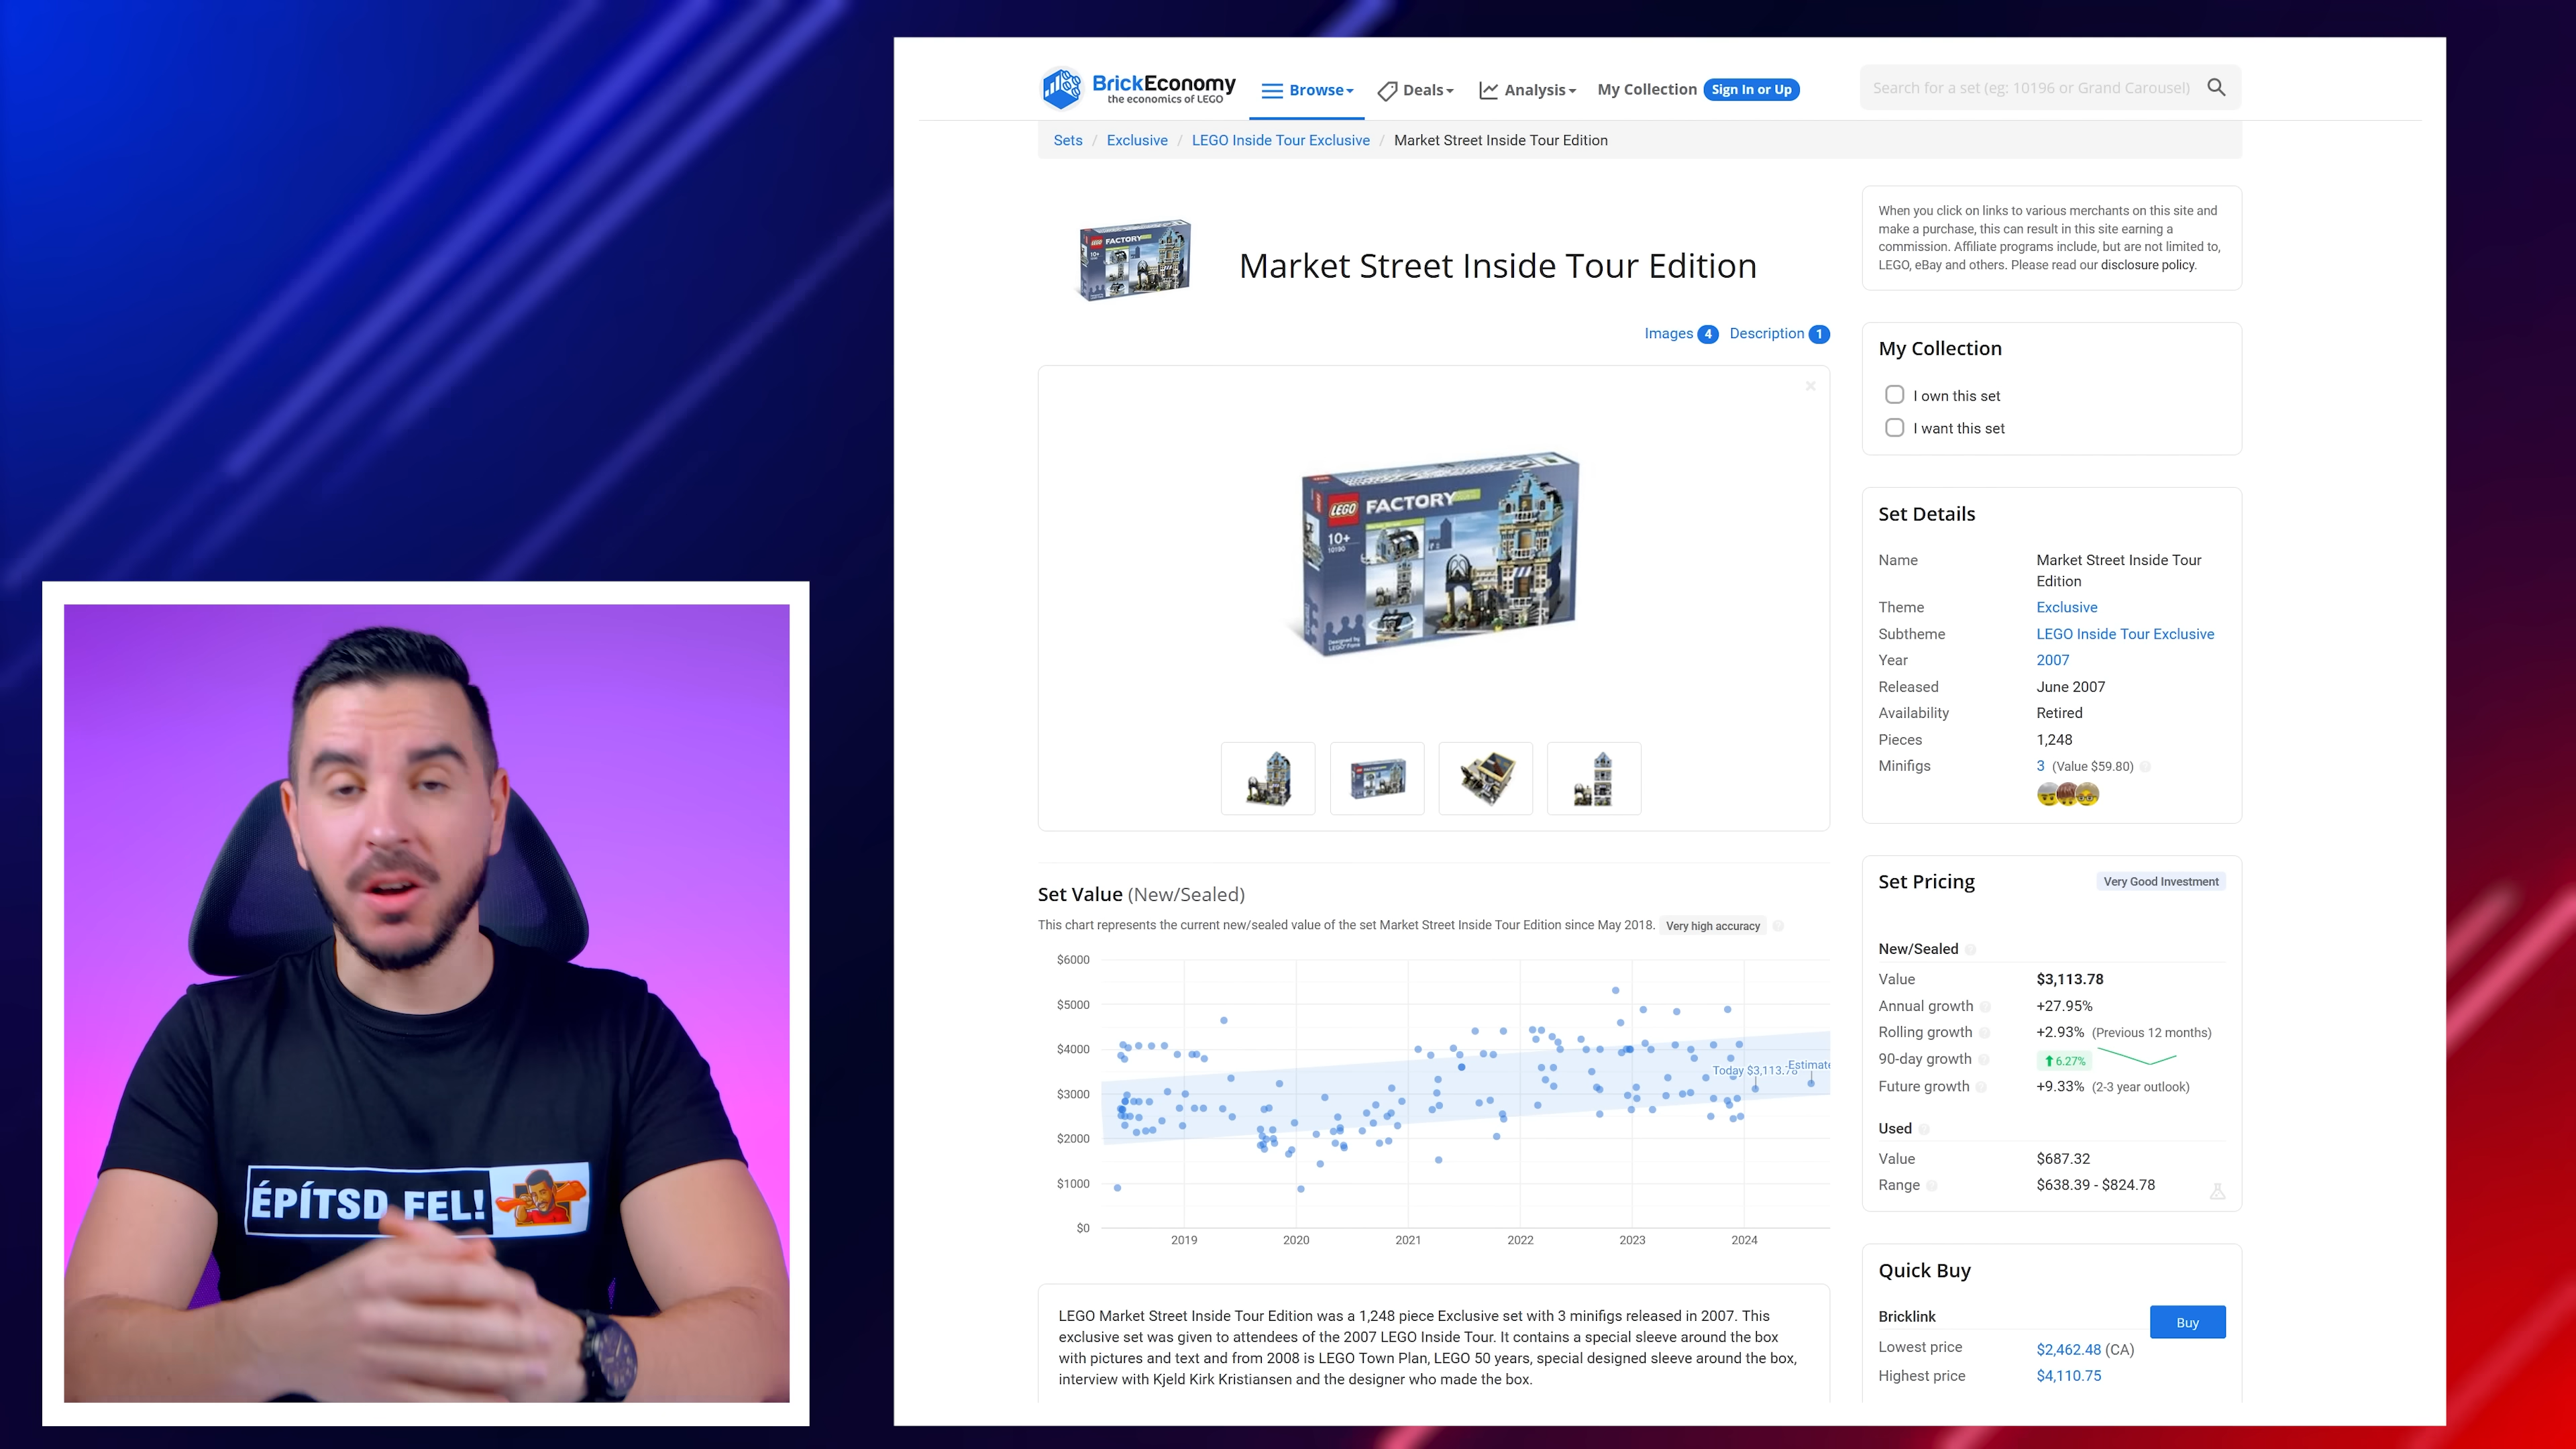 BrickEconomy
the economics of LEGO
Browse
Deals
Analysis
My Collection
Sign In or Up
Search for a set (eg: 10196 or Grand Carousel)
Sets / Exclusive / LEGO Inside Tour Exclusive / Market Street Inside Tour Edition
LEGO FACTORY
10+
Market Street Inside Tour Edition
Images 4 Description 1
LEGO FACTORY
10+
10190
Designed by
LEGO Fans
Set Value (New/Sealed)
This chart represents the current new/sealed value of the set Market Street Inside Tour Edition since May 2018. Very high accuracy
$6000
$5000
$4000
$3000
$2000
$1000
$0
Today $3,113.78
Estimate
2019 2020 2021 2022 2023 2024
LEGO Market Street Inside Tour Edition was a 1,248 piece Exclusive set with 3 minifigs released in 2007. This
exclusive set was given to attendees of the 2007 LEGO Inside Tour. It contains a special sleeve around the box
with pictures and text and from 2008 is LEGO Town Plan, LEGO 50 years, special designed sleeve around the box,
interview with Kjeld Kirk Kristiansen and the designer who made the box.
When you click on links to various merchants on this site and
make a purchase, this can result in this site earning a
commission. Affiliate programs include, but are not limited to,
LEGO, eBay and others. Please read our disclosure policy.
My Collection
I own this set
I want this set
Set Details
Name Market Street Inside Tour
Edition
Theme Exclusive
Subtheme LEGO Inside Tour Exclusive
Year 2007
Released June 2007
Availability Retired
Pieces 1,248
Minifigs 3 (Value $59.80)
Set Pricing Very Good Investment
New/Sealed
Value $3,113.78
Annual growth +27.95%
Rolling growth +2.93% (Previous 12 months)
90-day growth 6.27%
Future growth +9.33% (2-3 year outlook)
Used
Value $687.32
Range $638.39 - $824.78
Quick Buy
Bricklink
Buy
Lowest price $2,462.48 (CA)
Highest price $4,110.75
ÉPÍTSD FEL!